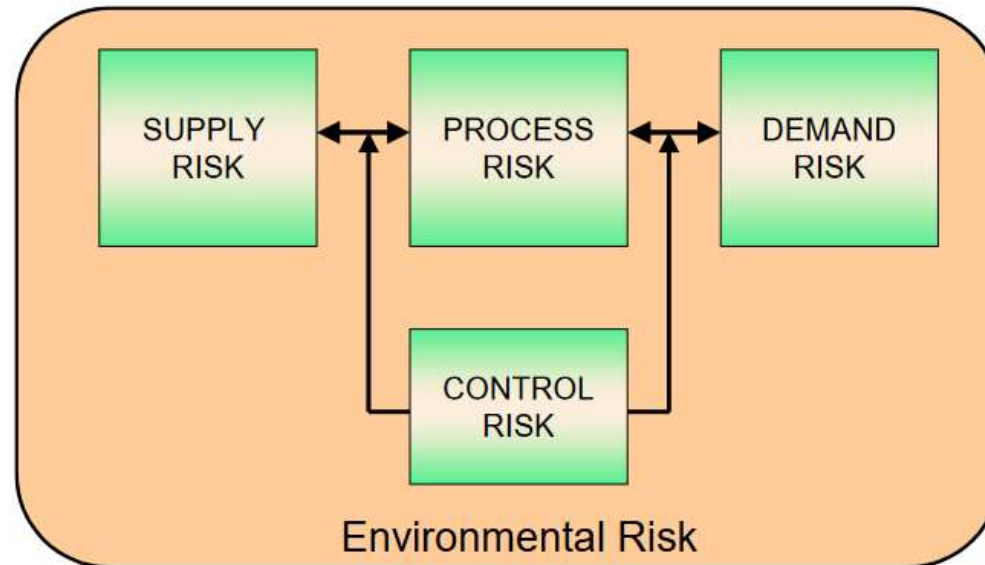 SUPPLY
RISK
PROCESS
RISK
DEMAND
RISK
CONTROL
RISK
Environmental Risk